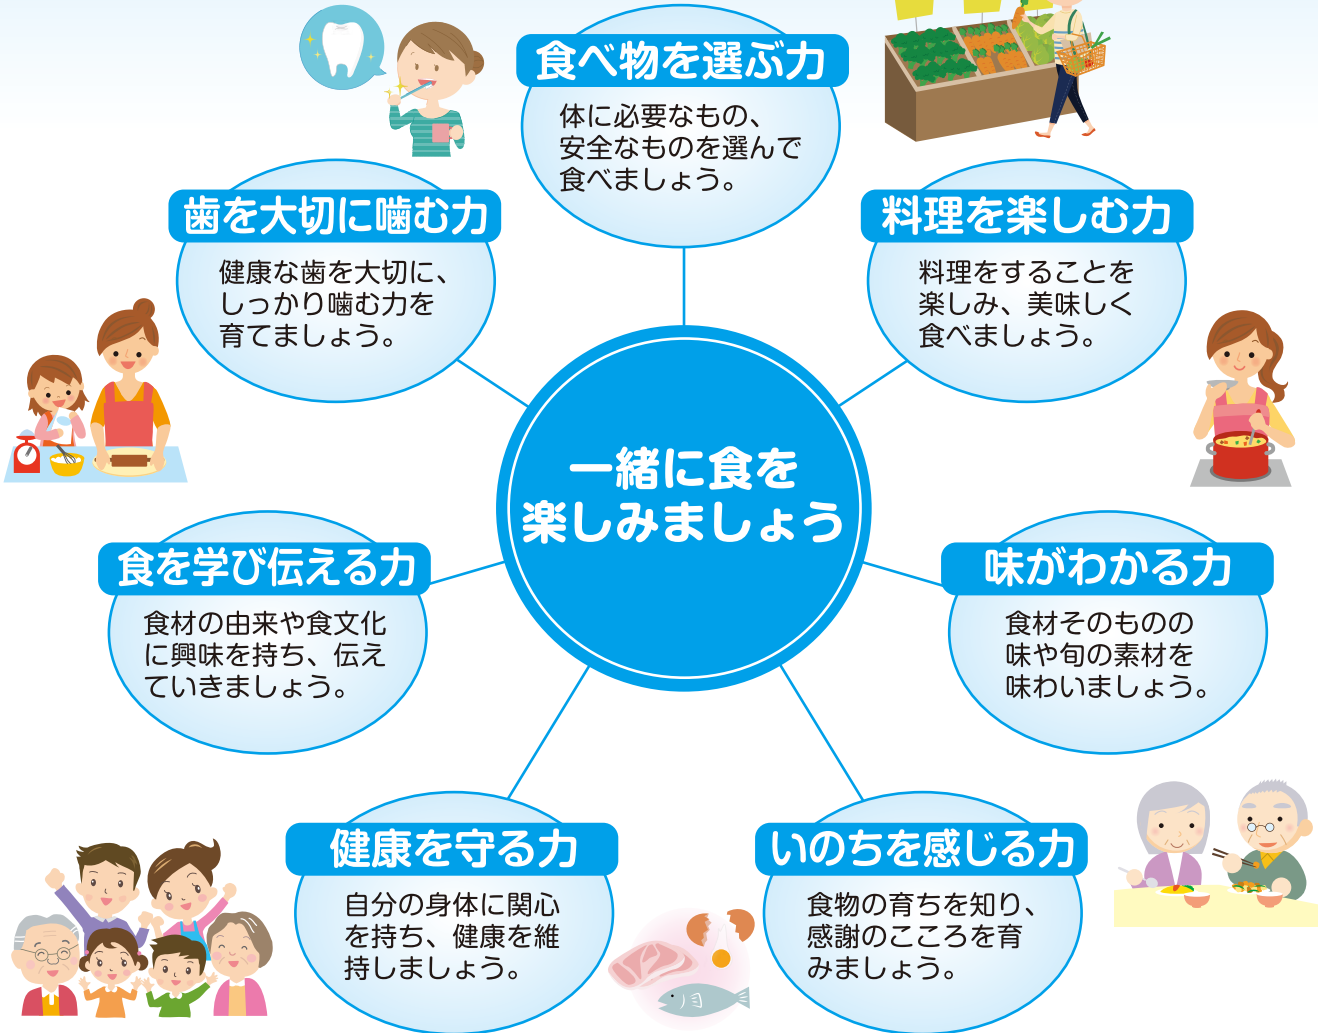 食べ物を選ぶ力
体に必要なもの、
安全なものを選んで
食べましょう。
料理を楽しむ力
料理をすることを
楽しみ、美味しく
食べましょう。
味がわかる力
食材そのものの
味や旬の素材を
味わいましょう。
いのちを感じる力
食物の育ちを知り、
感謝のこころを育
みましょう。
健康を守る力
自分の身体に関心
を持ち、健康を維
持しましょう。
食を学び伝える力
食材の由来や食文化
に興味を持ち、伝え
ていきましょう。
歯を大切に噛む力
健康な歯を大切に、
しっかり噛む力を
育てましょう。
一緒に食を
楽しみましょう